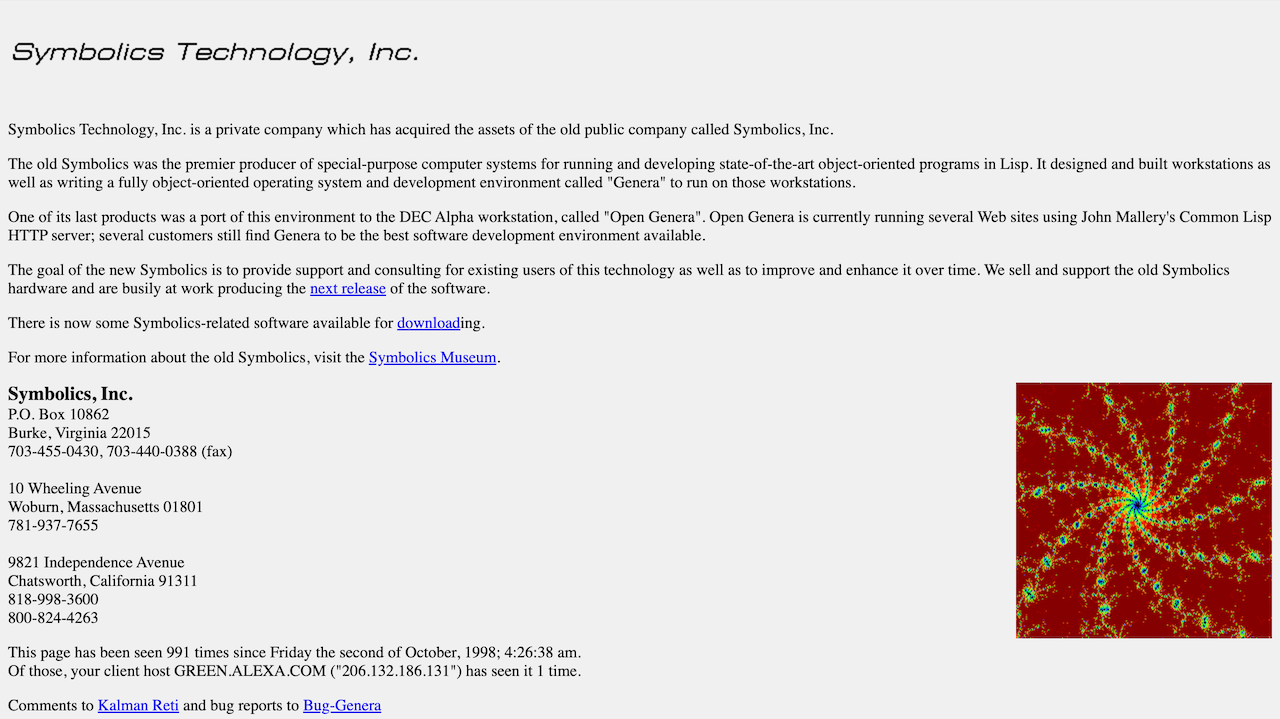 Symbolics Technology, Inc.
Symbolics Technology, Inc. is a private company which has acquired the assets of the old public company called Symbolics, Inc.
The old Symbolics was the premier producer of special-purpose computer systems for running and developing state-of-the-art object-oriented programs in Lisp. It designed and built workstations as
well as writing a fully object-oriented operating system and development environment called "Genera" to run on those workstations.
One of its last products was a port of this environment to the DEC Alpha workstation, called "Open Genera". Open Genera is currently running several Web sites using John Mallery's Common Lisp
HTTP server; several customers still find Genera to be the best software development environment available.
The goal of the new Symbolics is to provide support and consulting for existing users of this technology as well as to improve and enhance it over time. We sell and support the old Symbolics
hardware and are busily at work producing the next release of the software.
There is now some Symbolics-related software available for downloading.
For more information about the old Symbolics, visit the Symbolics Museum.
Symbolics, Inc.
P.O. Box 10862
Burke, Virginia 22015
703-455-0430, 703-440-0388 (fax)
10 Wheeling Avenue
Woburn, Massachusetts 01801
781-937-7655
9821 Independence Avenue
Chatsworth, California 91311
818-998-3600
800-824-4263
This page has been seen 991 times since Friday the second of October, 1998; 4:26:38 am.
Of those, your client host GREEN.ALEXA.COM ("206.132.186.131") has seen it 1 time.
Comments to Kalman Reti and bug reports to Bug-Genera